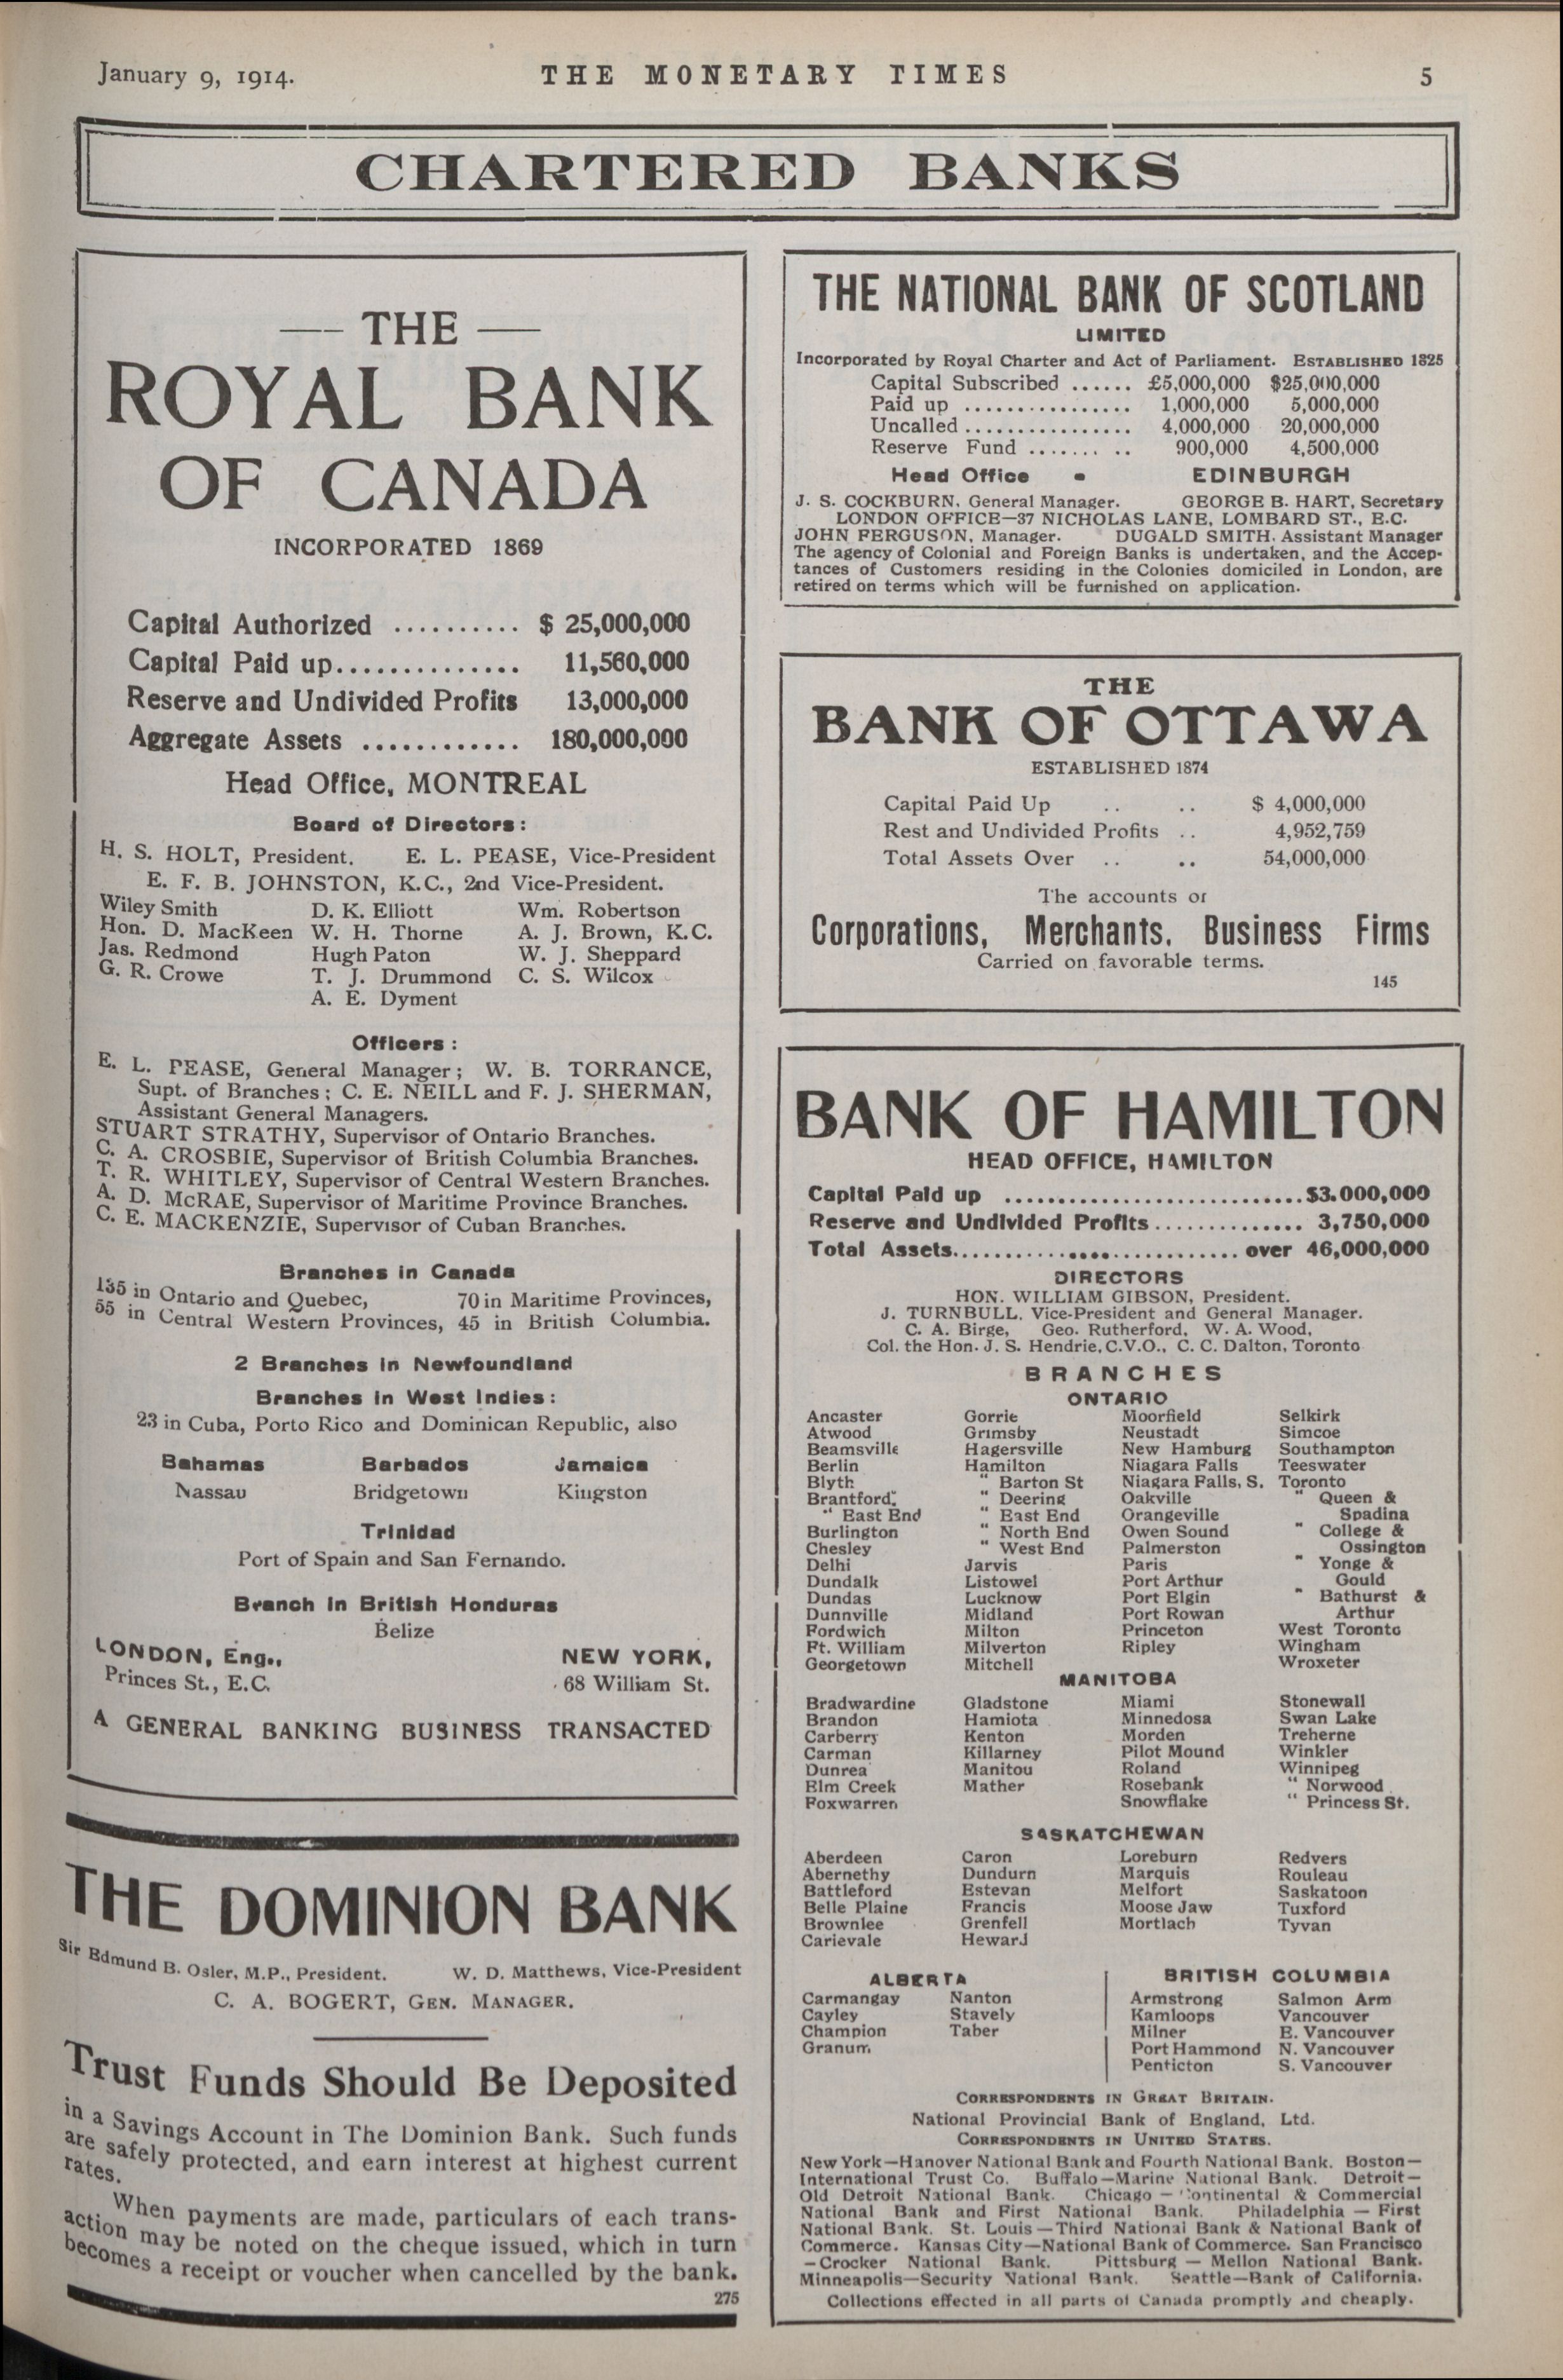 January 9, 1914.
THE MONETARY TIMES
5
CHARTERED BANKS
— THE —
ROYAL BANK
OF CANADA
INCORPORATED 1869
Capital Authorized .......... $ 25,000,000
Capital Paid up.............. 11,560,000
Reserve and Undivided Profits 13,000,000
Aggregate Assets ............ 180,000,000
Head Office, MONTREAL
Board of Directors:
H. S. HOLT, President. E. L. PEASE, Vice-President
E. F. B. JOHNSTON, K.C., 2nd Vice-President.
Wiley Smith D. K. Elliott Wm. Robertson
Hon. D. MacKeen W. H. Thorne A. J. Brown, K.C.
Jas. Redmond Hugh Paton W. J. Sheppard
G. R. Crowe T. J. Drummond C. S. Wilcox
A. E. Dyment
Officers:
E. L. PEASE, General Manager; W. B. TORRANCE,
Supt. of Branches; C. E. NEILL and F. J. SHERMAN,
Assistant General Managers.
STUART STRATHY, Supervisor of Ontario Branches.
C. A. CROSBIE, Supervisor of British Columbia Branches.
T. R. WHITLEY, Supervisor of Central Western Branches.
A. D. McRAE, Supervisor of Maritime Province Branches.
C. E. MACKENZIE, Supervisor of Cuban Branches.
Branches in Canada
135 in Ontario and Quebec, 70 in Maritime Provinces,
55 in Central Western Provinces, 45 in British Columbia.
2 Branches in Newfoundland
Branches in West Indies:
23 in Cuba, Porto Rico and Dominican Republic, also
Bahamas Barbados Jamaica
Nassau Bridgetown Kingston
Trinidad
Port of Spain and San Fernando.
Branch in British Honduras
Belize
LONDON, Eng., NEW YORK,
Princes St., E.C. 68 William St.
A GENERAL BANKING BUSINESS TRANSACTED
THE DOMINION BANK
Sir Edmund B. Osler, M.P., President. W. D. Matthews, Vice-President
C. A. BOGERT, GEN. MANAGER.
Trust Funds Should Be Deposited
in a Savings Account in The Dominion Bank. Such funds
are safely protected, and earn interest at highest current
rates.
When payments are made, particulars of each trans-
action may be noted on the cheque issued, which in turn
becomes a receipt or voucher when cancelled by the bank.
275
THE NATIONAL BANK OF SCOTLAND
LIMITED
Incorporated by Royal Charter and Act of Parliament. ESTABLISHED 1825
Capital Subscribed ...... £5,000,000 $25,000,000
Paid up ................ 1,000,000 5,000,000
Uncalled ................ 4,000,000 20,000,000
Reserve Fund ....... .. 900,000 4,500,000
Head Office - EDINBURGH
J. S. COCKBURN, General Manager. GEORGE B. HART, Secretary
LONDON OFFICE—37 NICHOLAS LANE, LOMBARD ST., E.C.
JOHN FERGUSON, Manager. DUGALD SMITH, Assistant Manager
The agency of Colonial and Foreign Banks is undertaken, and the Accep-
tances of Customers residing in the Colonies domiciled in London, are
retired on terms which will be furnished on application.
THE
BANK OF OTTAWA
ESTABLISHED 1874
Capital Paid Up .. .. $ 4,000,000
Rest and Undivided Profits .. 4,952,759
Total Assets Over .. .. 54,000,000
The accounts of
Corporations, Merchants, Business Firms
Carried on favorable terms.
145
BANK OF HAMILTON
HEAD OFFICE, HAMILTON
Capital Paid up ............................$3,000,000
Reserve and Undivided Profits.............. 3,750,000
Total Assets........................... over 46,000,000
DIRECTORS
HON. WILLIAM GIBSON, President.
J. TURNBULL, Vice-President and General Manager.
C. A. Birge, Geo. Rutherford, W. A. Wood,
Col. the Hon. J. S. Hendrie, C.V.O., C. C. Dalton, Toronto
BRANCHES
ONTARIO
Ancaster Gorrie Moorfield Selkirk
Atwood Grimsby Neustadt Simcoe
Beamsville Hagersville New Hamburg Southampton
Berlin Hamilton Niagara Falls Teeswater
Blyth " Barton St Niagara Falls, S. Toronto
Brantford " Deering Oakville " Queen &
" East End " East End Orangeville Spadina
Burlington " North End Owen Sound " College &
Chesley " West End Palmerston Ossington
Delhi Jarvis Paris " Yonge &
Dundalk Listowel Port Arthur Gould
Dundas Lucknow Port Elgin " Bathurst &
Dunnville Midland Port Rowan Arthur
Fordwich Milton Princeton West Toronto
Ft. William Milverton Ripley Wingham
Georgetown Mitchell Wroxeter
MANITOBA
Bradwardine Gladstone Miami Stonewall
Brandon Hamiota Minnedosa Swan Lake
Carberry Kenton Morden Treherne
Carman Killarney Pilot Mound Winkler
Dunrea Manitou Roland Winnipeg
Elm Creek Mather Rosebank " Norwood
Foxwarren Snowflake " Princess St.
SASKATCHEWAN
Aberdeen Caron Loreburn Redvers
Abernethy Dundurn Marquis Rouleau
Battleford Estevan Melfort Saskatoon
Belle Plaine Francis Moose Jaw Tuxford
Brownlee Grenfell Mortlach Tyvan
Carievale Heward
ALBERTA BRITISH COLUMBIA
Carmangay Nanton Armstrong Salmon Arm
Cayley Stavely Kamloops Vancouver
Champion Taber Milner E. Vancouver
Granum Port Hammond N. Vancouver
Penticton S. Vancouver
CORRESPONDENTS IN GREAT BRITAIN.
National Provincial Bank of England, Ltd.
CORRESPONDENTS IN UNITED STATES.
New York—Hanover National Bank and Fourth National Bank. Boston—
International Trust Co. Buffalo—Marine National Bank. Detroit—
Old Detroit National Bank. Chicago — Continental & Commercial
National Bank and First National Bank. Philadelphia — First
National Bank. St. Louis—Third National Bank & National Bank of
Commerce. Kansas City—National Bank of Commerce. San Francisco
—Crocker National Bank. Pittsburg — Mellon National Bank.
Minneapolis—Security National Bank. Seattle—Bank of California.
Collections effected in all parts of Canada promptly and cheaply.